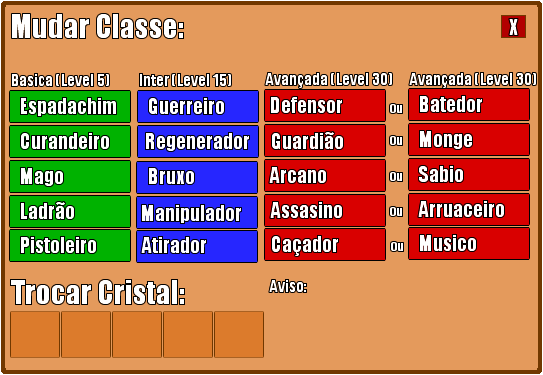 Mudar Classe:
X
Basica (Level 5) Inter (Level 15) Avançada (Level 30) Avançada (Level 30)
Espadachim Guerreiro Defensor Ou Batedor
Curandeiro Regenerador Guardião Ou Monge
Mago Bruxo Arcano Ou Sabio
Ladrão Manipulador Assasino Ou Arruaceiro
Pistoleiro Atirador Caçador Ou Musico
Trocar Cristal:
Aviso: